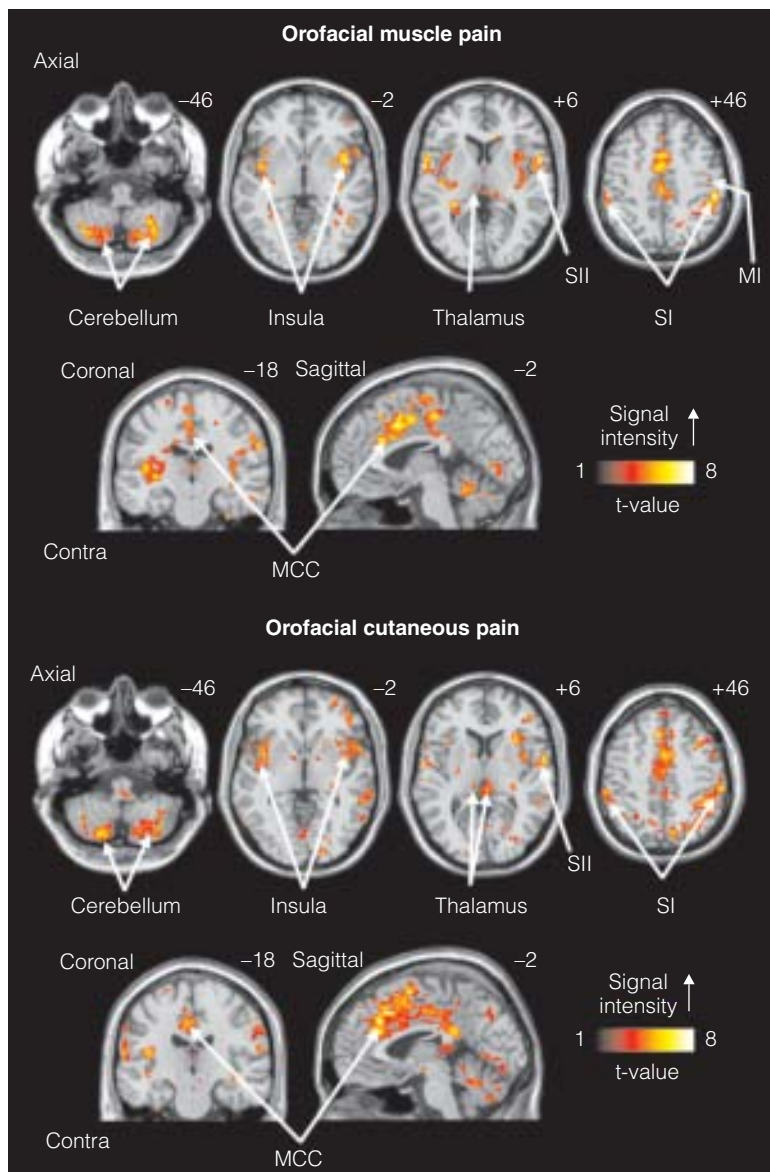 Orofacial muscle pain
Axial
–46
–2
+6
+46
SII
MI
Cerebellum
Insula
Thalamus
SI
Coronal
–18
Sagittal
–2
Signal
intensity
1
8
t-value
Contra
MCC
Orofacial cutaneous pain
Axial
–46
–2
+6
+46
SII
Cerebellum
Insula
Thalamus
SI
Coronal
–18
Sagittal
–2
Signal
intensity
1
8
t-value
Contra
MCC